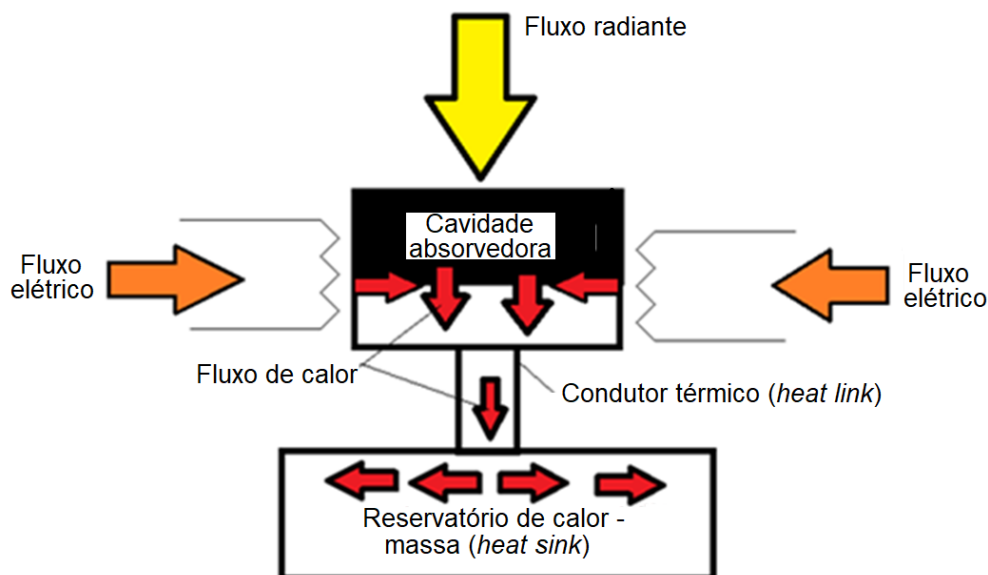 Fluxo radiante
Cavidade
absorvedora
Fluxo
elétrico
Fluxo
elétrico
Fluxo de calor
Condutor térmico (heat link)
Reservatório de calor -
massa (heat sink)